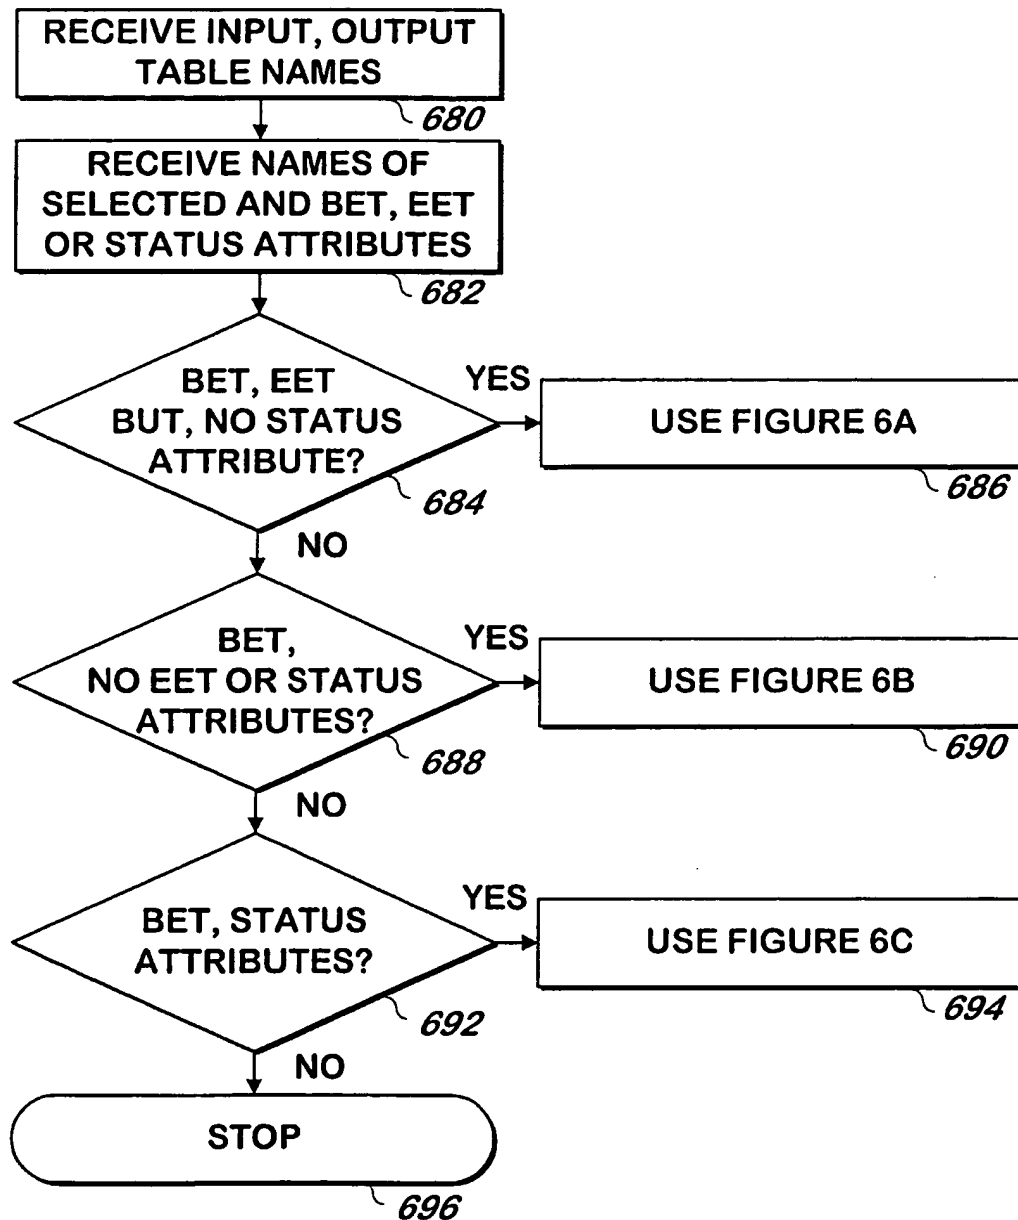 RECEIVE INPUT, OUTPUT
TABLE NAMES
680
RECEIVE NAMES OF
SELECTED AND BET, EET
OR STATUS ATTRIBUTES
682
BET, EET
BUT, NO STATUS
ATTRIBUTE?
684
YES
USE FIGURE 6A
686
NO
BET,
NO EET OR STATUS
ATTRIBUTES?
688
YES
USE FIGURE 6B
690
NO
BET, STATUS
ATTRIBUTES?
692
YES
USE FIGURE 6C
694
NO
STOP
696